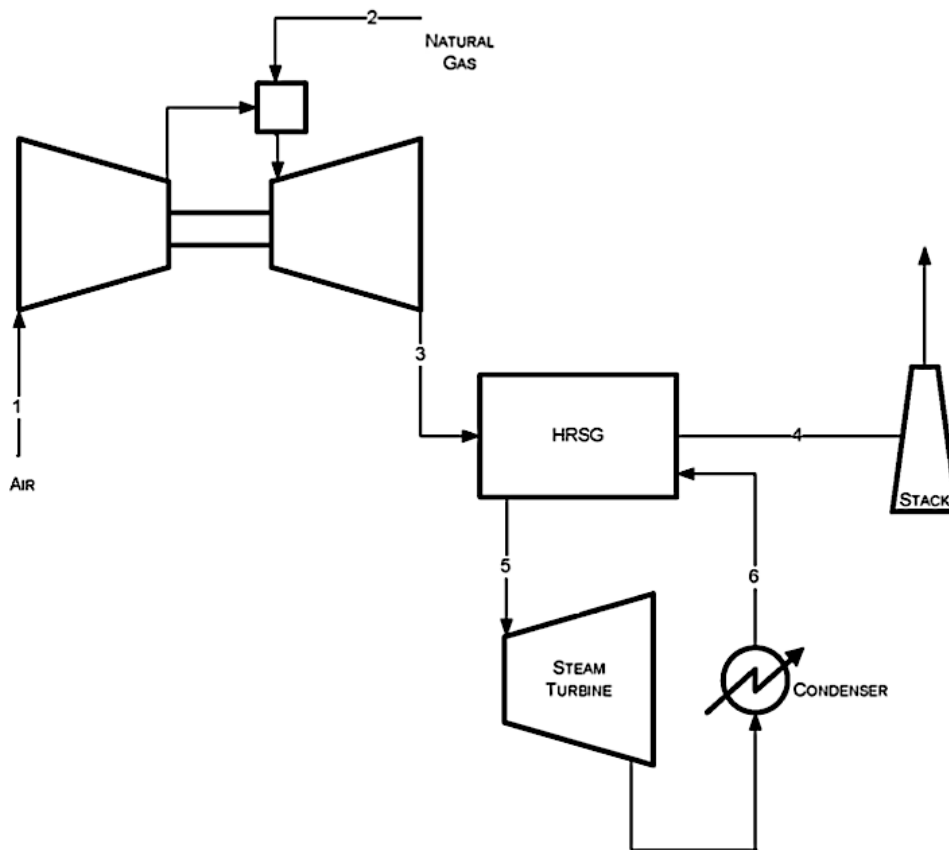 2
NATURAL
GAS
3
1
AIR
HRSG
4
STACK
5
6
STEAM
TURBINE
CONDENSER